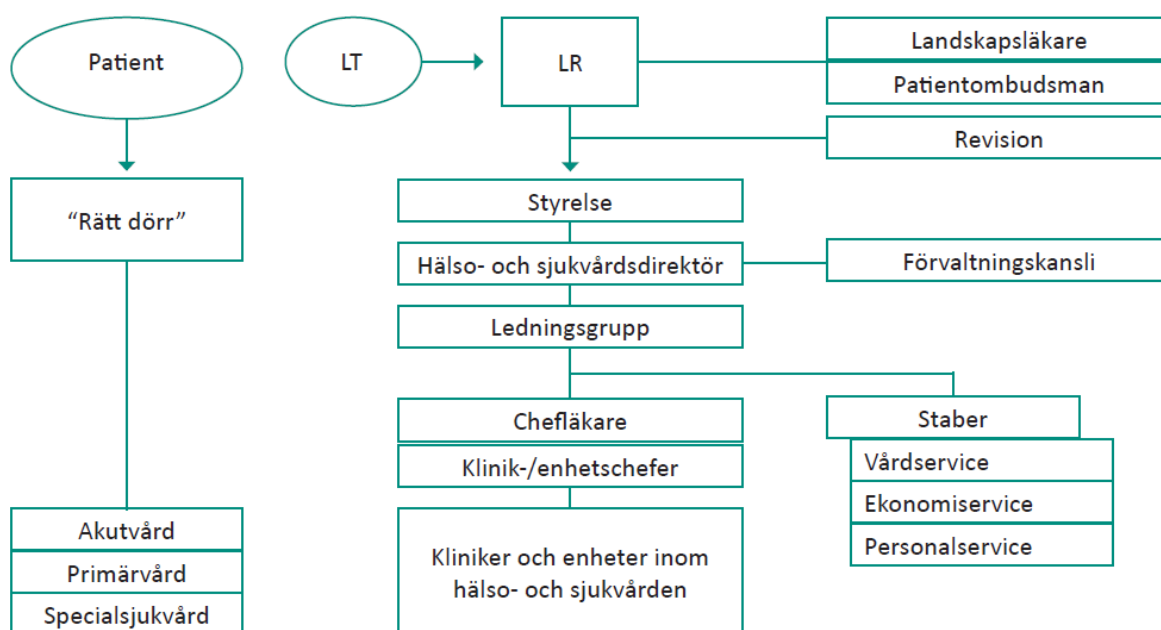 Patient
"Rätt dörr"
Akutvård
Primärvård
Specialsjukvård
LT
LR
Landskapsläkare
Patientombudsman
Revision
Styrelse
Hälso- och sjukvårdsdirektör
Förvaltningskansli
Ledningsgrupp
Chefläkare
Klinik-/enhetschefer
Kliniker och enheter inom
hälso- och sjukvården
Staber
Vårdservice
Ekonomiservice
Personalservice